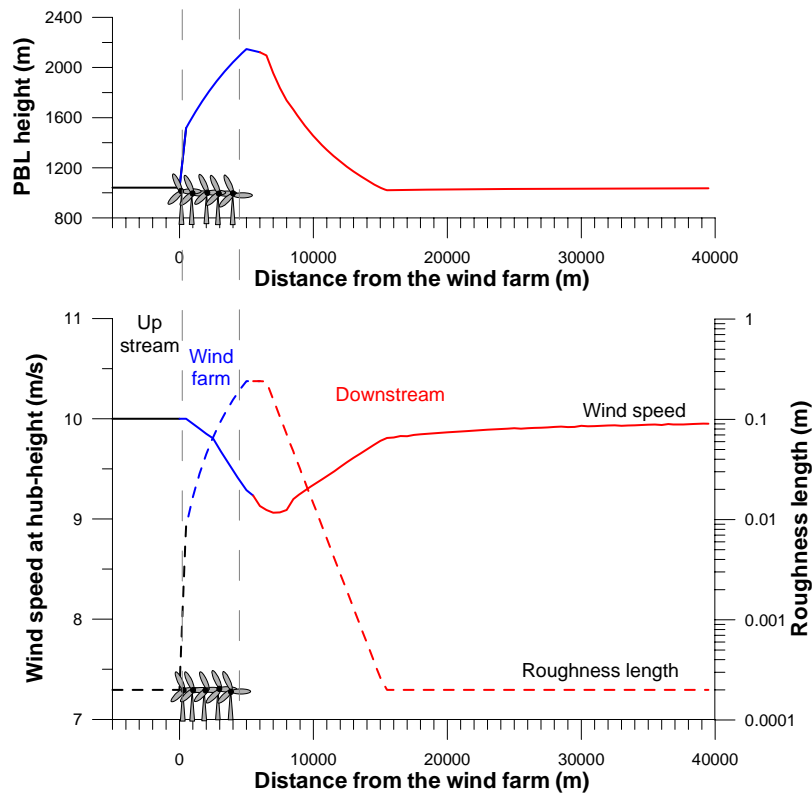 2400
2000
1600
1200
800
PBL height (m)
0
10000
20000
30000
40000
Distance from the wind farm (m)
11
10
9
8
7
Wind speed at hub-height (m/s)
Up
stream
Wind
farm
Downstream
Wind speed
Roughness length
1
0.1
0.01
0.001
0.0001
Roughness length (m)
0
10000
20000
30000
40000
Distance from the wind farm (m)